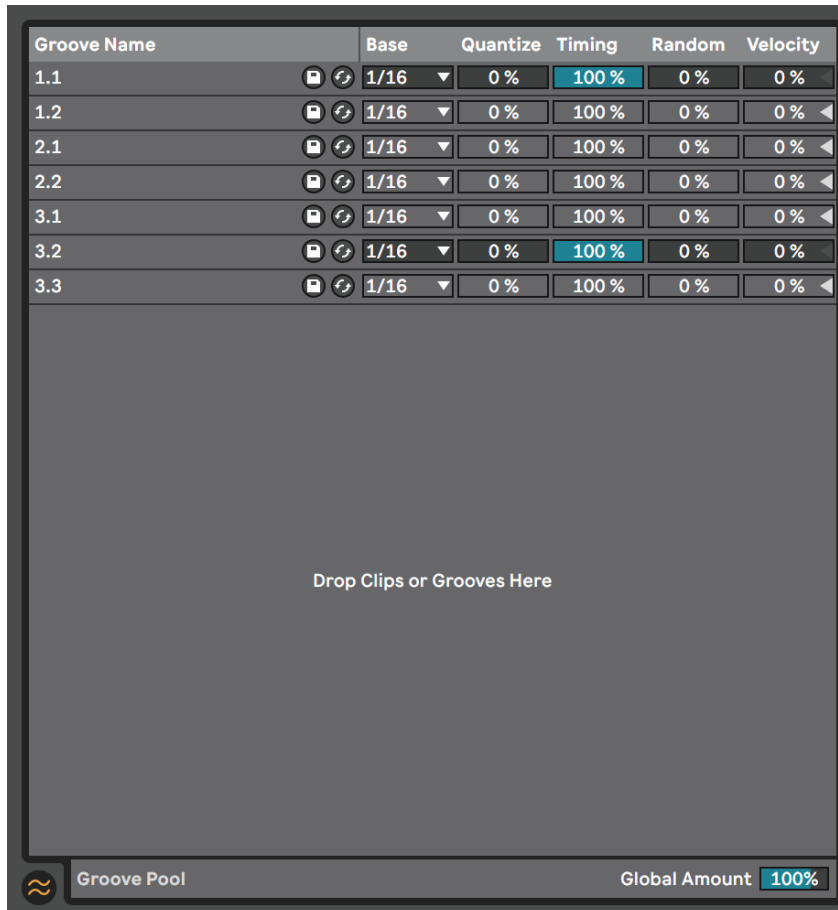 Groove Name Base Quantize Timing Random Velocity
1.1 1/16 0 % 100 % 0 % 0 %
1.2 1/16 0 % 100 % 0 % 0 %
2.1 1/16 0 % 100 % 0 % 0 %
2.2 1/16 0 % 100 % 0 % 0 %
3.1 1/16 0 % 100 % 0 % 0 %
3.2 1/16 0 % 100 % 0 % 0 %
3.3 1/16 0 % 100 % 0 % 0 %
Drop Clips or Grooves Here
Groove Pool Global Amount 100%